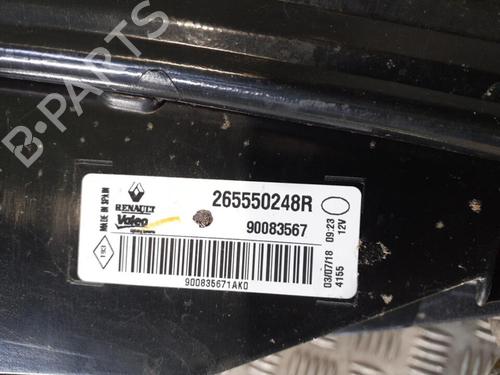 B-PARTS
MADE IN SPAIN
RENAULT
Valeo
265550248R
90083567
900835671AK0
03/07/18 09:23
4155 12V